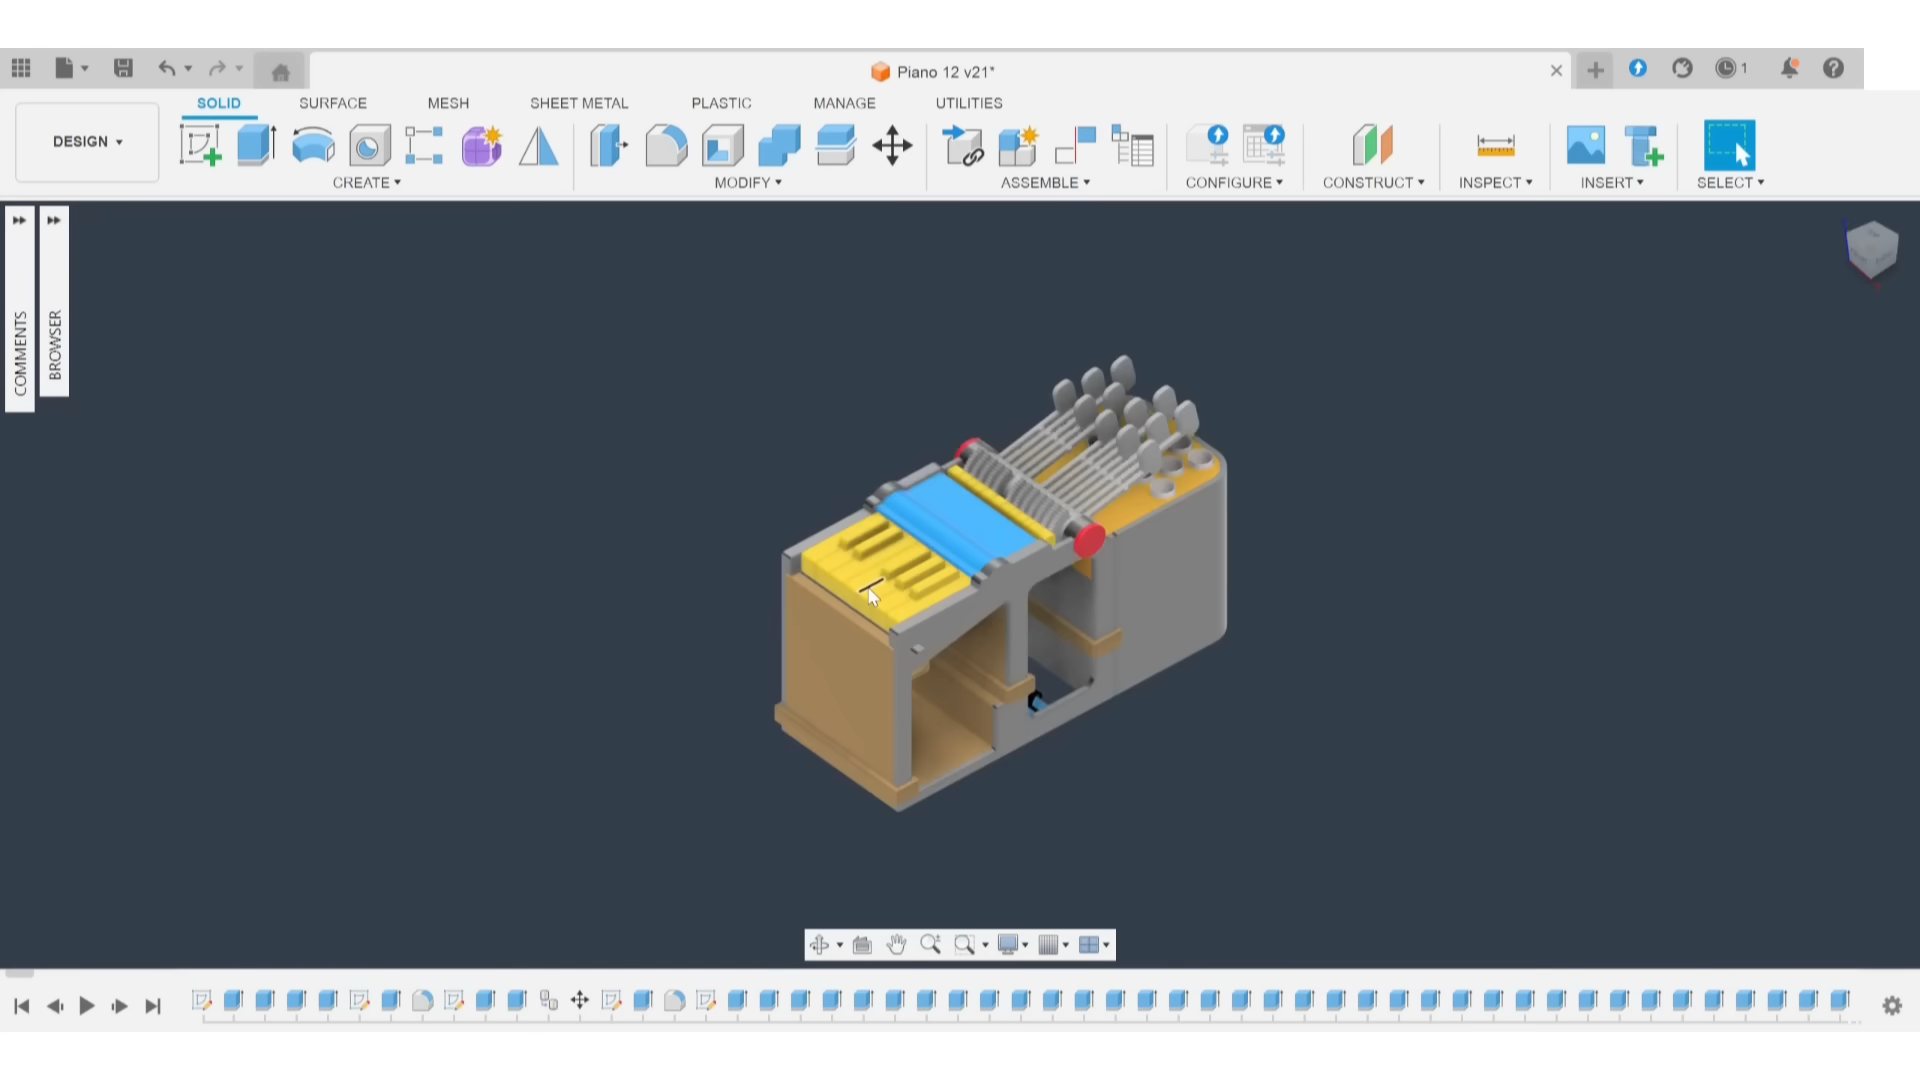 Piano 12 v21*
1
SOLID SURFACE MESH SHEET METAL PLASTIC MANAGE UTILITIES
DESIGN
CREATE MODIFY ASSEMBLE CONFIGURE CONSTRUCT INSPECT INSERT SELECT
COMMENTS
BROWSER